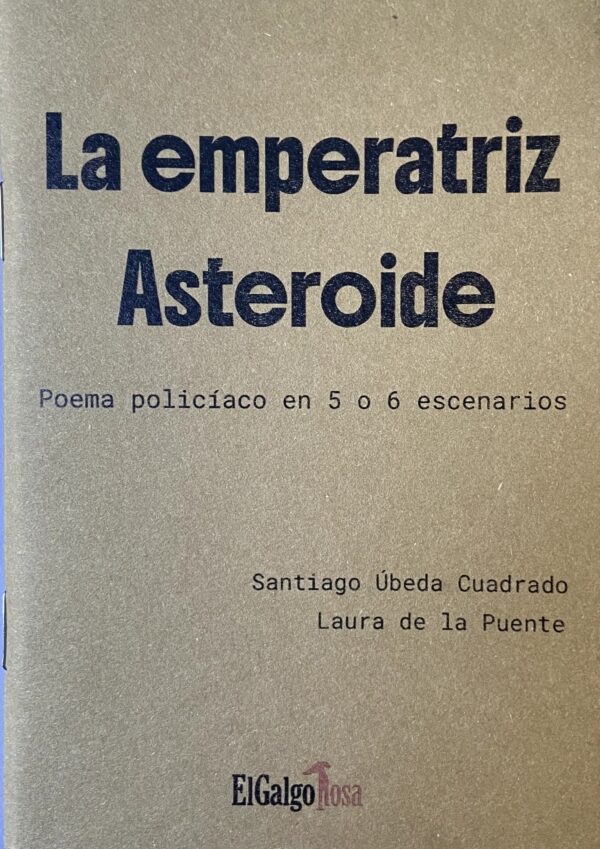 La emperatriz
Asteroide
Poema policíaco en 5 o 6 escenarios
Santiago Úbeda Cuadrado
Laura de la Puente
ElGalgoRosa